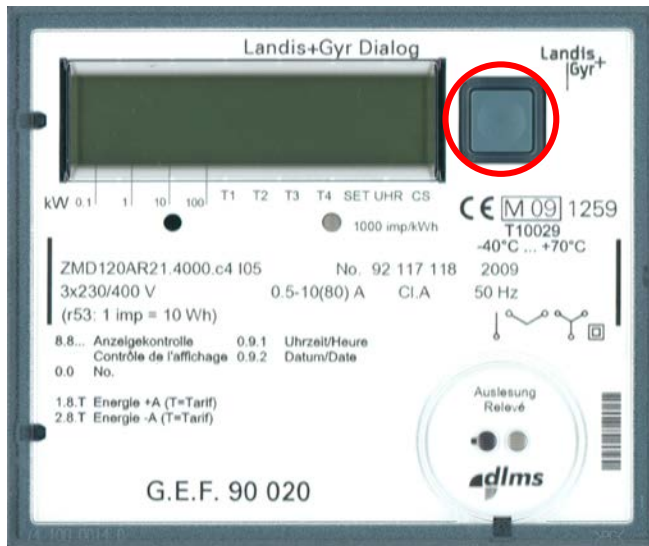 Landis+Gyr Dialog
Landis
Gyr+
kW 0.1 1 10 100 T1 T2 T3 T4 SET UHR CS
1000 imp/kWh
CE M 09 1259
T10029
-40°C ... +70°C
ZMD120AR21.4000.c4 I05 No. 92 117 118 2009
3x230/400 V 0.5-10(80) A Cl.A 50 Hz
(r53: 1 imp = 10 Wh)
8.8... Anzeigekontrolle 0.9.1 Uhrzeit/Heure
Contrôle de l'affichage 0.9.2 Datum/Date
0.0 No.
1.8.T Energie +A (T=Tarif)
2.8.T Energie -A (T=Tarif)
Auslesung
Relevé
dlms
G.E.F. 90 020